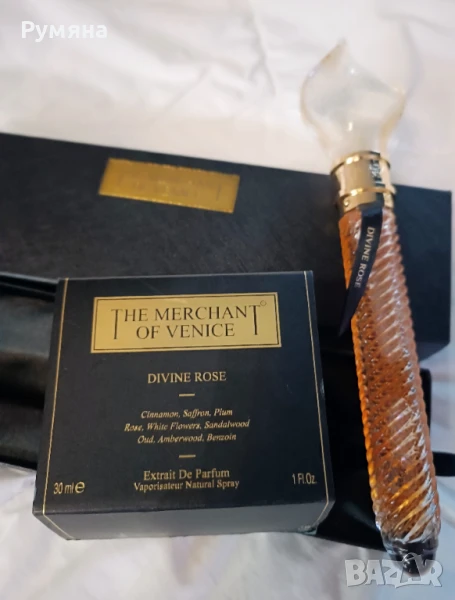 Румяна
THE MERCHANT
OF VENICE
DIVINE ROSE
Cinnamon, Saffron, Plum
Rose, White Flowers, Sandalwood
Oud, Amberwood, Benzoin
Extrait De Parfum
Vaporisateur Natural Spray
30 ml e
1 Fl.Oz.
DIVINE ROSE
BAZAR